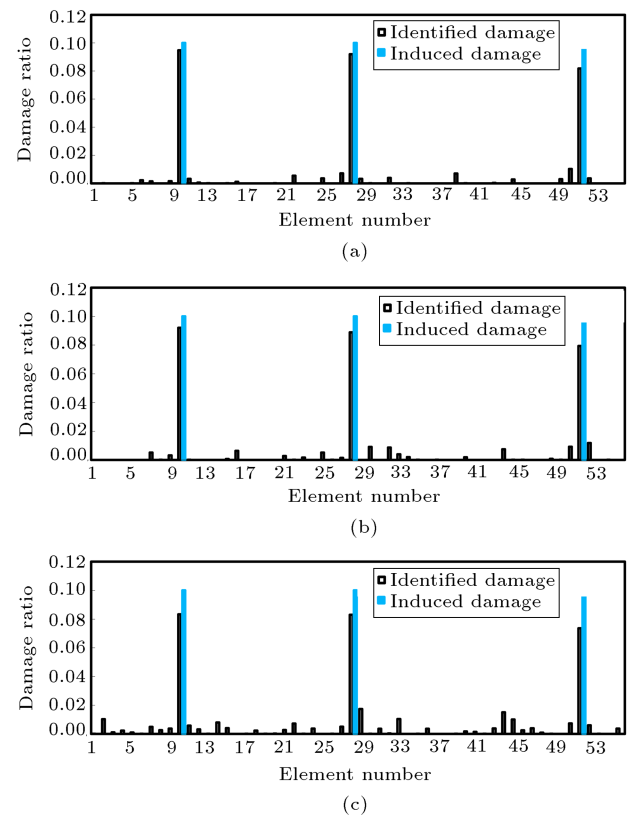 0.12
0.10
0.08
0.06
0.04
0.02
0.00
Damage ratio
Identified damage
Induced damage
1 5 9 13 17 21 25 29 33 37 41 45 49 53
Element number
(a)
0.12
0.10
0.08
0.06
0.04
0.02
0.00
Damage ratio
Identified damage
Induced damage
1 5 9 13 17 21 25 29 33 37 41 45 49 53
Element number
(b)
0.12
0.10
0.08
0.06
0.04
0.02
0.00
Damage ratio
Identified damage
Induced damage
1 5 9 13 17 21 25 29 33 37 41 45 49 53
Element number
(c)